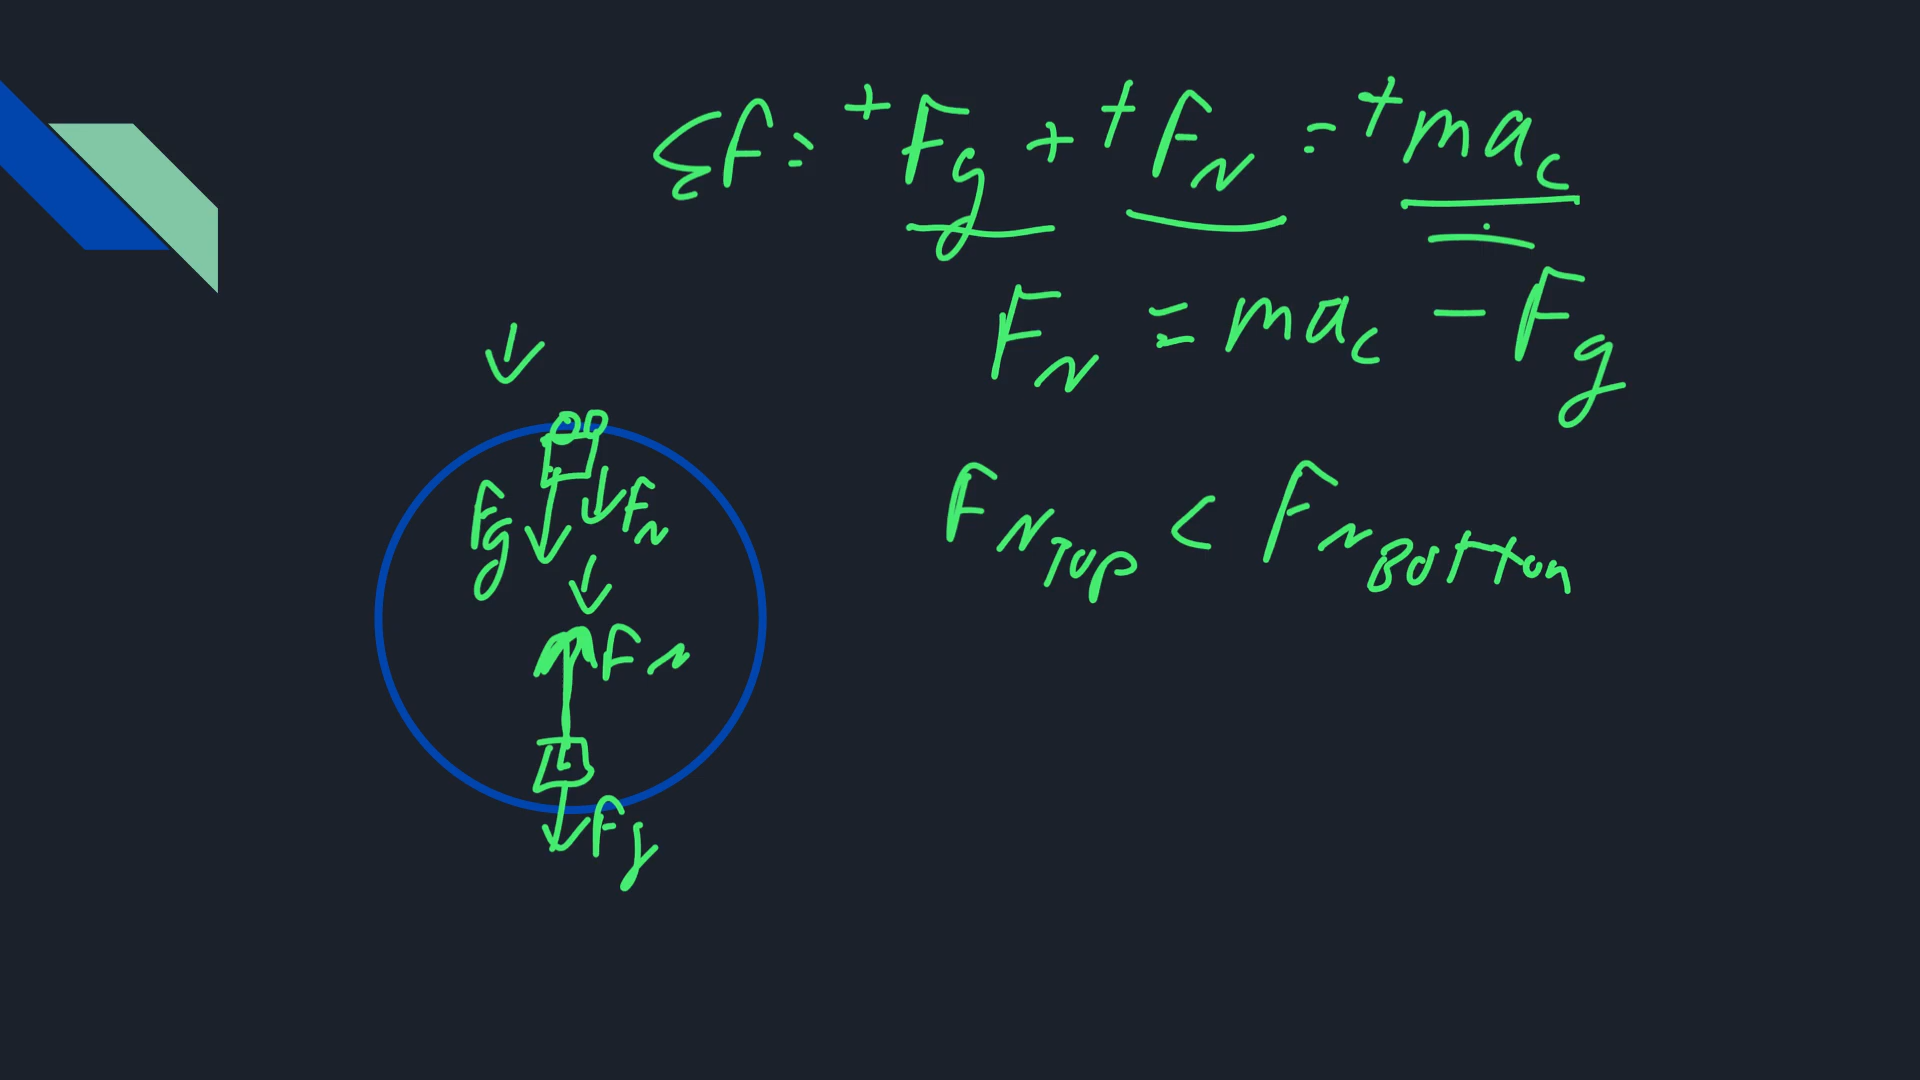 ΣF = ⁺Fg + ⁺FN = ⁺mac
FN = mac - Fg
FNTop < FNBottom
Fg FN
FN
Fg